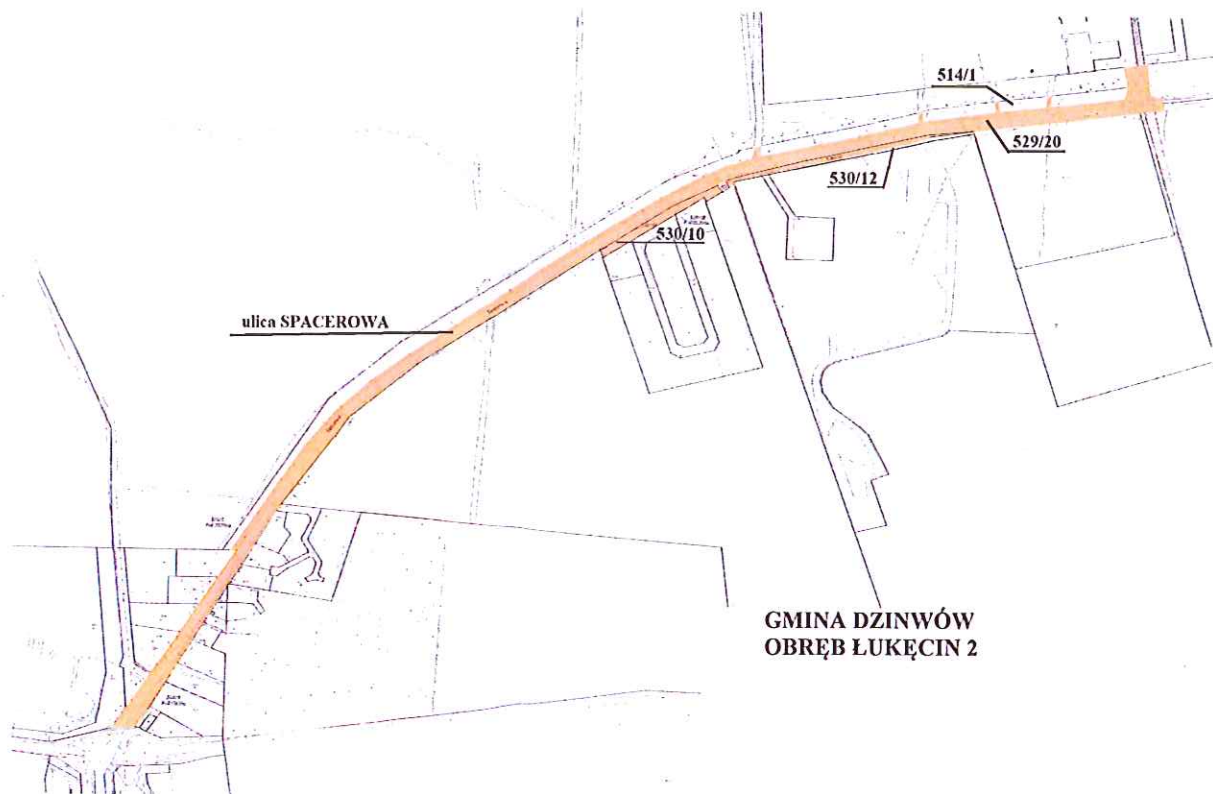 514/1
529/20
530/12
530/10
ulica SPACEROWA
GMINA DZINWÓW
OBRĘB ŁUKĘCIN 2